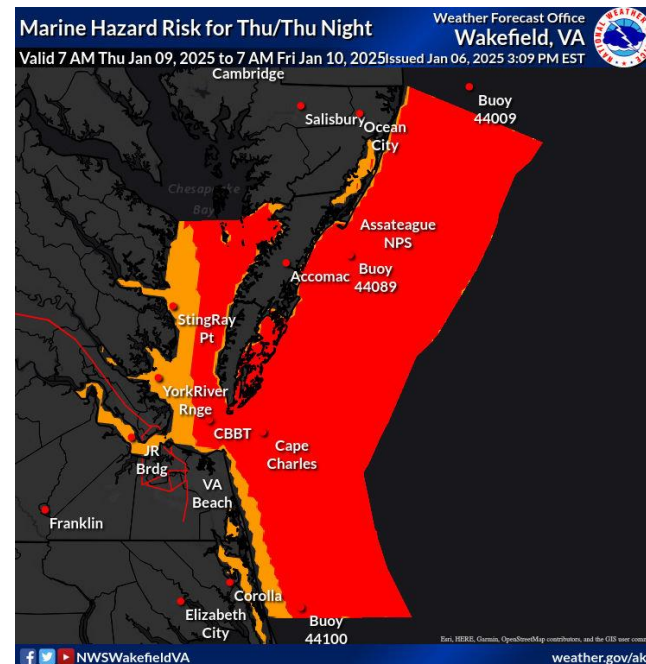 Marine Hazard Risk for Thu/Thu Night
Weather Forecast Office
Wakefield, VA
Valid 7 AM Thu Jan 09, 2025 to 7 AM Fri Jan 10, 2025
Issued Jan 06, 2025 3:09 PM EST
Cambridge
Salisbury
Ocean
City
Buoy
44009
Chesapeake
Bay
Assateague
NPS
Accomac
Buoy
44089
StingRay
Pt
YorkRiver
Rnge
CBBT
Cape
Charles
JR
Brdg
VA
Beach
Franklin
Corolla
Elizabeth
City
Buoy
44100
Esri, HERE, Garmin, OpenStreetMap contributors, and the GIS user comm
NWSWakefieldVA
weather.gov/ak